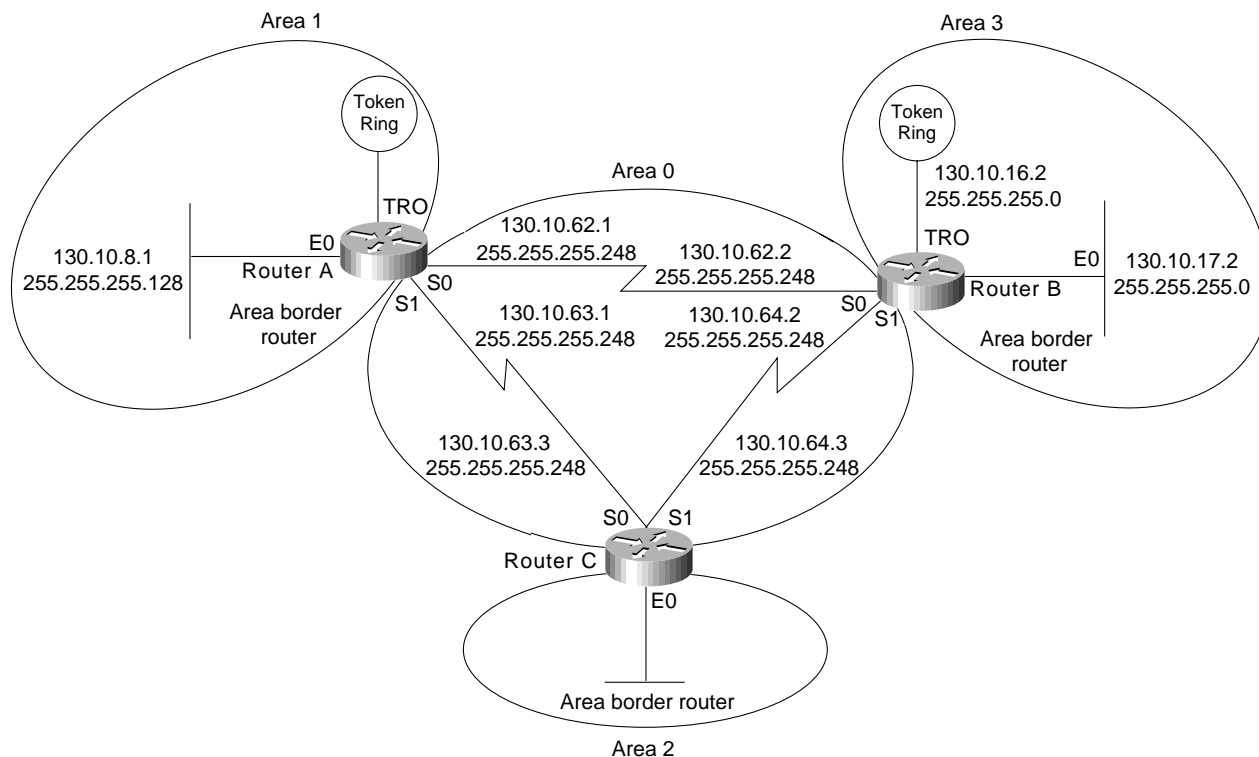 Area 1
Area 3
Token
Ring
Token
Ring
Area 0
130.10.16.2
255.255.255.0
TRO
130.10.62.1
255.255.255.248
TRO
E0
130.10.8.1
255.255.255.128
Router A
S0
130.10.62.2
255.255.255.248
E0
130.10.17.2
255.255.255.0
Router B
S0
S1
S1
Area border
router
130.10.63.1
255.255.255.248
130.10.64.2
255.255.255.248
Area border
router
130.10.63.3
255.255.255.248
130.10.64.3
255.255.255.248
S0
S1
Router C
E0
Area border router
Area 2